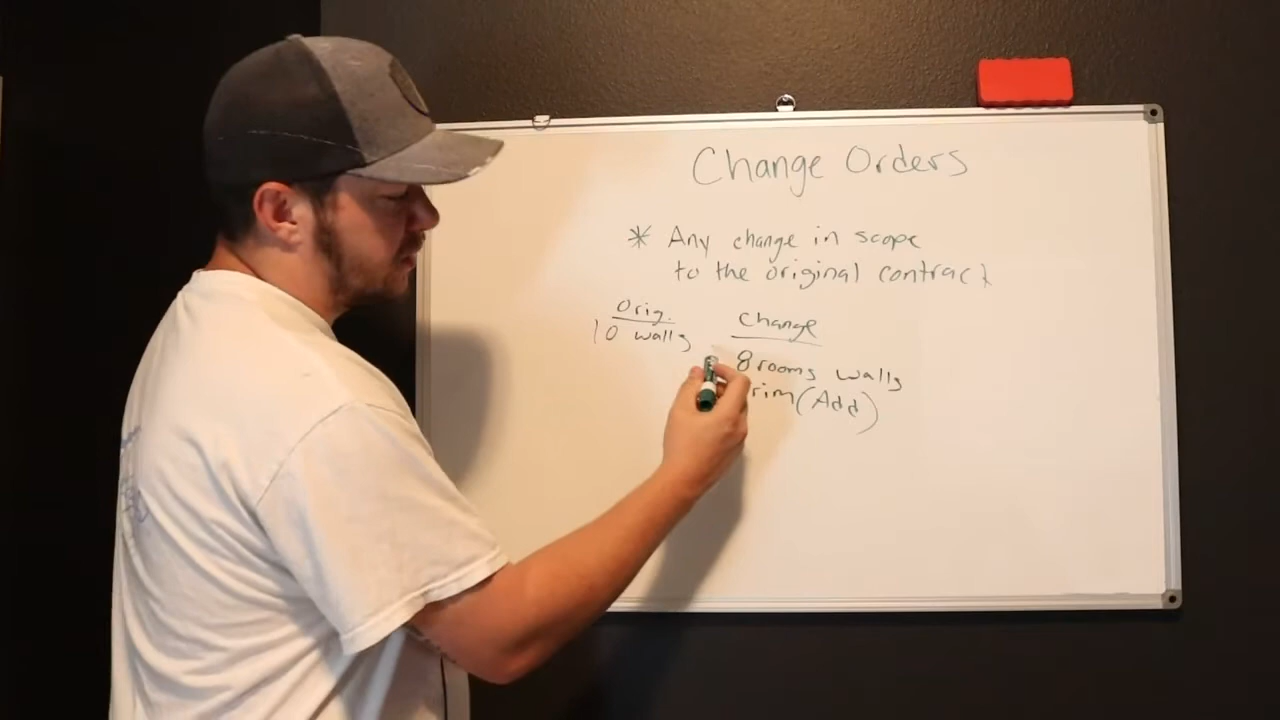 Change Orders
* Any change in scope
to the original contract
Orig.
10 walls
Change
8 rooms walls
rim (Add)